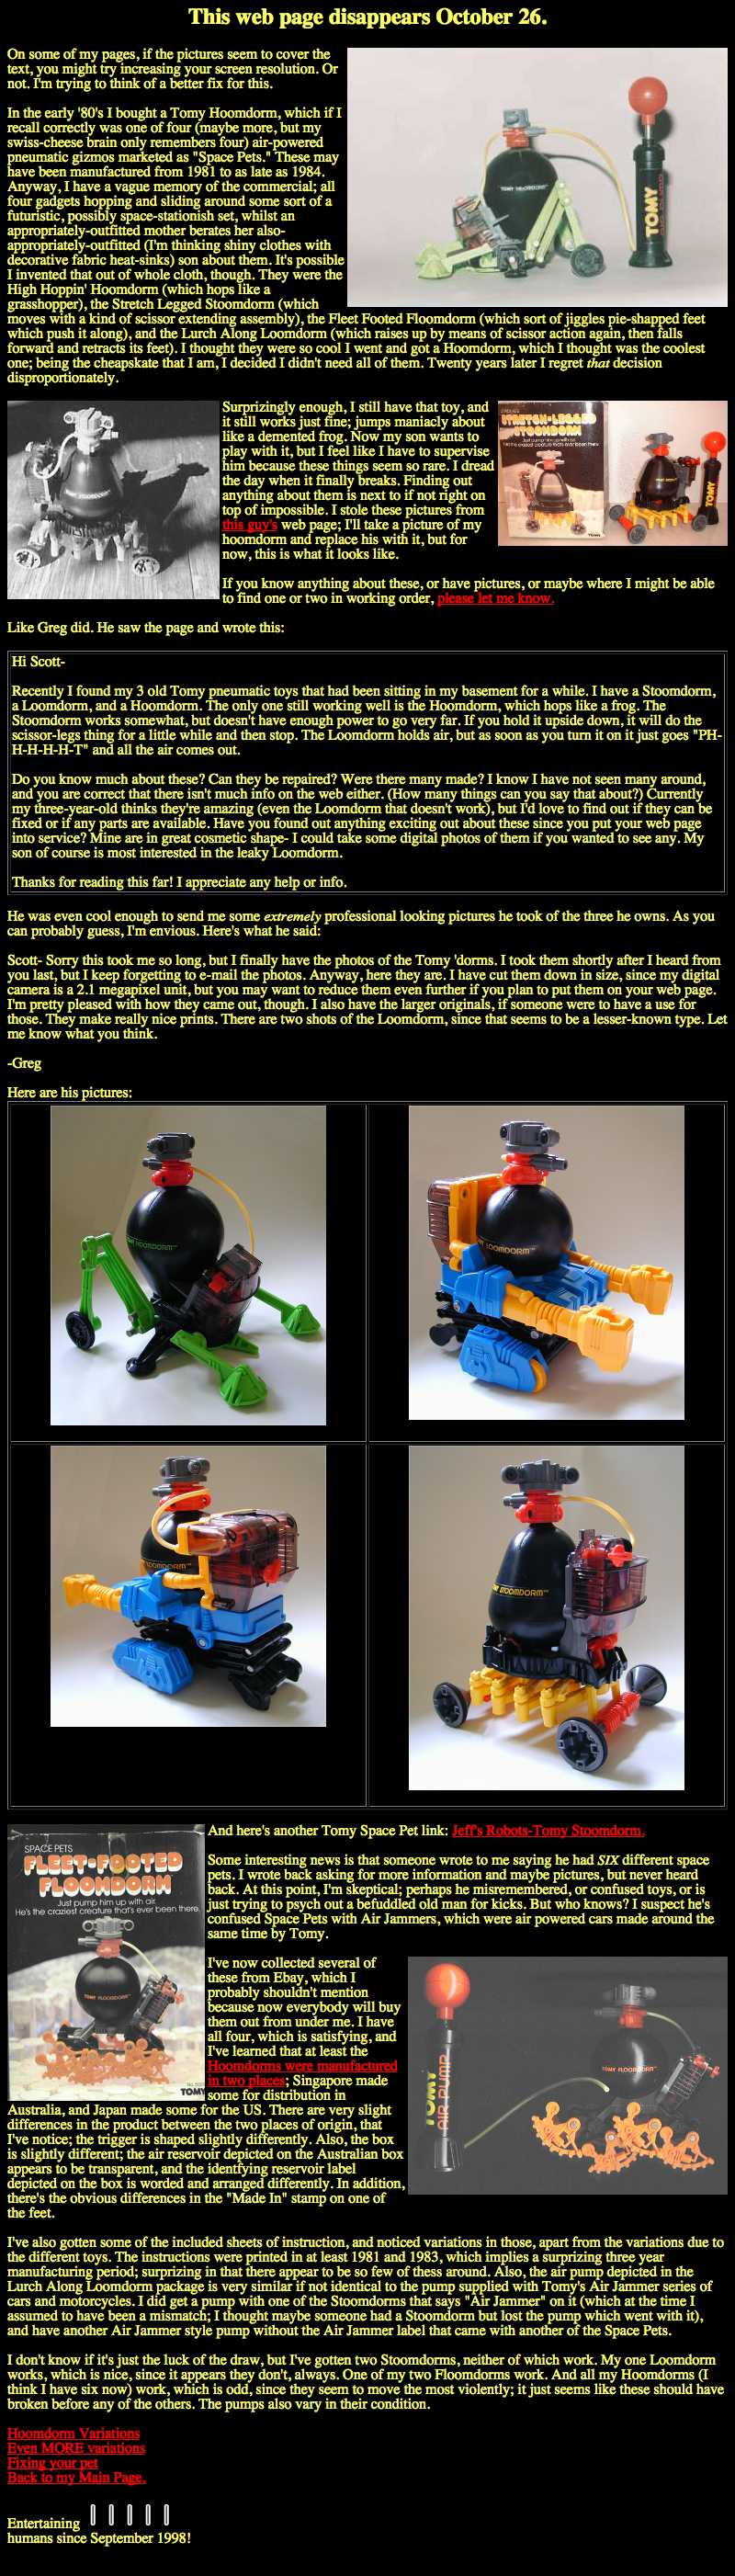 This web page disappears October 26.
On some of my pages, if the pictures seem to cover the
text, you might try increasing your screen resolution. Or
not. I'm trying to think of a better fix for this.
In the early '80's I bought a Tomy Hoomdorm, which if I
recall correctly was one of four (maybe more, but my
swiss-cheese brain only remembers four) air-powered
pneumatic gizmos marketed as "Space Pets." These may
have been manufactured from 1981 to as late as 1984.
Anyway, I have a vague memory of the commercial; all
four gadgets hopping and sliding around some sort of a
futuristic, possibly space-stationish set, whilst an
appropriately-outfitted mother berates her also-
appropriately-outfitted (I'm thinking shiny clothes with
decorative fabric heat-sinks) son about them. It's possible
I invented that out of whole cloth, though. They were the
High Hoppin' Hoomdorm (which hops like a
grasshopper), the Stretch Legged Stoomdorm (which
moves with a kind of scissor extending assembly), the Fleet Footed Floomdorm (which sort of jiggles pie-shapped feet
which push it along), and the Lurch Along Loomdorm (which raises up by means of scissor action again, then falls
forward and retracts its feet). I thought they were so cool I went and got a Hoomdorm, which I thought was the coolest
one; being the cheapskate that I am, I decided I didn't need all of them. Twenty years later I regret that decision
disproportionately.
TOMY
Surprizingly enough, I still have that toy, and
it still works just fine; jumps maniacly about
like a demented frog. Now my son wants to
play with it, but I feel like I have to supervise
him because these things seem so rare. I dread
the day when it finally breaks. Finding out
anything about them is next to if not right on
top of impossible. I stole these pictures from
this guy's web page; I'll take a picture of my
hoomdorm and replace his with it, but for
now, this is what it looks like.
STRETCH-LEGGED
STOOMDORM
TOMY
If you know anything about these, or have pictures, or maybe where I might be able
to find one or two in working order, please let me know.
Like Greg did. He saw the page and wrote this:
Hi Scott-
Recently I found my 3 old Tomy pneumatic toys that had been sitting in my basement for a while. I have a Stoomdorm,
a Loomdorm, and a Hoomdorm. The only one still working well is the Hoomdorm, which hops like a frog. The
Stoomdorm works somewhat, but doesn't have enough power to go very far. If you hold it upside down, it will do the
scissor-legs thing for a little while and then stop. The Loomdorm holds air, but as soon as you turn it on it just goes "PH-
H-H-H-H-T" and all the air comes out.
Do you know much about these? Can they be repaired? Were there many made? I know I have not seen many around,
and you are correct that there isn't much info on the web either. (How many things can you say that about?) Currently
my three-year-old thinks they're amazing (even the Loomdorm that doesn't work), but I'd love to find out if they can be
fixed or if any parts are available. Have you found out anything exciting out about these since you put your web page
into service? Mine are in great cosmetic shape- I could take some digital photos of them if you wanted to see any. My
son of course is most interested in the leaky Loomdorm.
Thanks for reading this far! I appreciate any help or info.
He was even cool enough to send me some extremely professional looking pictures he took of the three he owns. As you
can probably guess, I'm envious. Here's what he said:
Scott- Sorry this took me so long, but I finally have the photos of the Tomy 'dorms. I took them shortly after I heard from
you last, but I keep forgetting to e-mail the photos. Anyway, here they are. I have cut them down in size, since my digital
camera is a 2.1 megapixel unit, but you may want to reduce them even further if you plan to put them on your web page.
I'm pretty pleased with how they came out, though. I also have the larger originals, if someone were to have a use for
those. They make really nice prints. There are two shots of the Loomdorm, since that seems to be a lesser-known type. Let
me know what you think.
-Greg
Here are his pictures:
TOMY STOOMDORM
SPACE PETS
FLEET-FOOTED
FLOOMDORM
Just pump him up with air.
He's the craziest creature that's ever been there.
TOMY FLOOMDORM
TOMY
And here's another Tomy Space Pet link: Jeff's Robots-Tomy Stoomdorm.
Some interesting news is that someone wrote to me saying he had SIX different space
pets. I wrote back asking for more information and maybe pictures, but never heard
back. At this point, I'm skeptical; perhaps he misremembered, or confused toys, or is
just trying to psych out a befuddled old man for kicks. But who knows? I suspect he's
confused Space Pets with Air Jammers, which were air powered cars made around the
same time by Tomy.
I've now collected several of
these from Ebay, which I
probably shouldn't mention
because now everybody will buy
them out from under me. I have
all four, which is satisfying, and
I've learned that at least the
Hoomdorms were manufactured
in two places; Singapore made
some for distribution in
Australia, and Japan made some for the US. There are very slight
differences in the product between the two places of origin, that
I've notice; the trigger is shaped slightly differently. Also, the box
is slightly different; the air reservoir depicted on the Australian box
appears to be transparent, and the identfying reservoir label
depicted on the box is worded and arranged differently. In addition,
there's the obvious differences in the "Made In" stamp on one of
the feet.
TOMY
AIR PUMP
TOMY FLOOMDORM
I've also gotten some of the included sheets of instruction, and noticed variations in those, apart from the variations due to
the different toys. The instructions were printed in at least 1981 and 1983, which implies a surprizing three year
manufacturing period; surprizing in that there appear to be so few of thess around. Also, the air pump depicted in the
Lurch Along Loomdorm package is very similar if not identical to the pump supplied with Tomy's Air Jammer series of
cars and motorcycles. I did get a pump with one of the Stoomdorms that says "Air Jammer" on it (which at the time I
assumed to have been a mismatch; I thought maybe someone had a Stoomdorm but lost the pump which went with it),
and have another Air Jammer style pump without the Air Jammer label that came with another of the Space Pets.
I don't know if it's just the luck of the draw, but I've gotten two Stoomdorms, neither of which work. My one Loomdorm
works, which is nice, since it appears they don't, always. One of my two Floomdorms work. And all my Hoomdorms (I
think I have six now) work, which is odd, since they seem to move the most violently; it just seems like these should have
broken before any of the others. The pumps also vary in their condition.
Hoomdorm Variations
Even MORE variations
Fixing your pet
Back to my Main Page.
Entertaining
humans since September 1998!